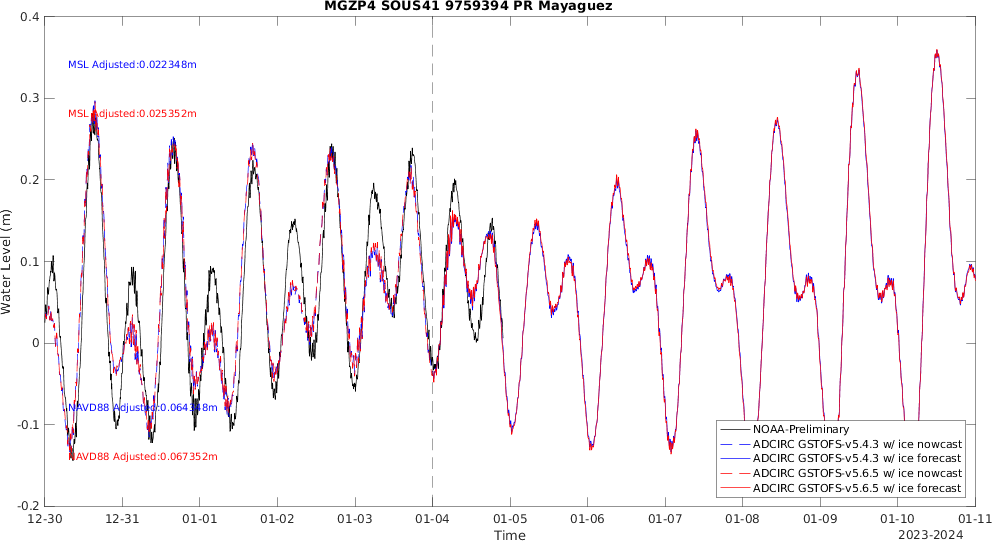 MGZP4 SOUS41 9759394 PR Mayaguez
0.4
0.3
0.2
0.1
0
-0.1
-0.2
Water Level (m)
MSL Adjusted:0.022348m
MSL Adjusted:0.025352m
NAVD88 Adjusted:0.064348m
NAVD88 Adjusted:0.067352m
NOAA-Preliminary
ADCIRC GSTOFS-v5.4.3 w/ ice nowcast
ADCIRC GSTOFS-v5.4.3 w/ ice forecast
ADCIRC GSTOFS-v5.6.5 w/ ice nowcast
ADCIRC GSTOFS-v5.6.5 w/ ice forecast
12-30 12-31 01-01 01-02 01-03 01-04 01-05 01-06 01-07 01-08 01-09 01-10 01-11
Time
2023-2024